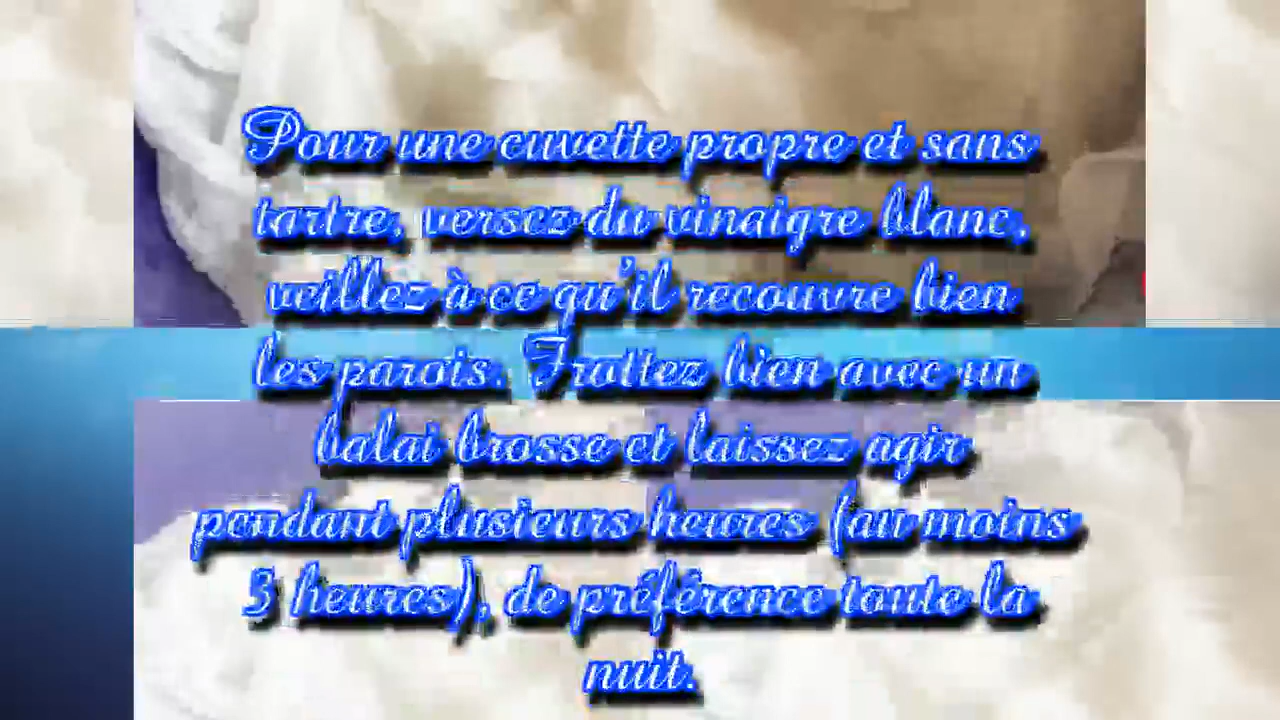 Pour une cuvette propre et sans
tartre, versez du vinaigre blanc,
veillez à ce qu'il recouvre bien
les parois. Frottez bien avec un
balai brosse et laissez agir
pendant plusieurs heures (au moins
3 heures), de préférence toute la
nuit.